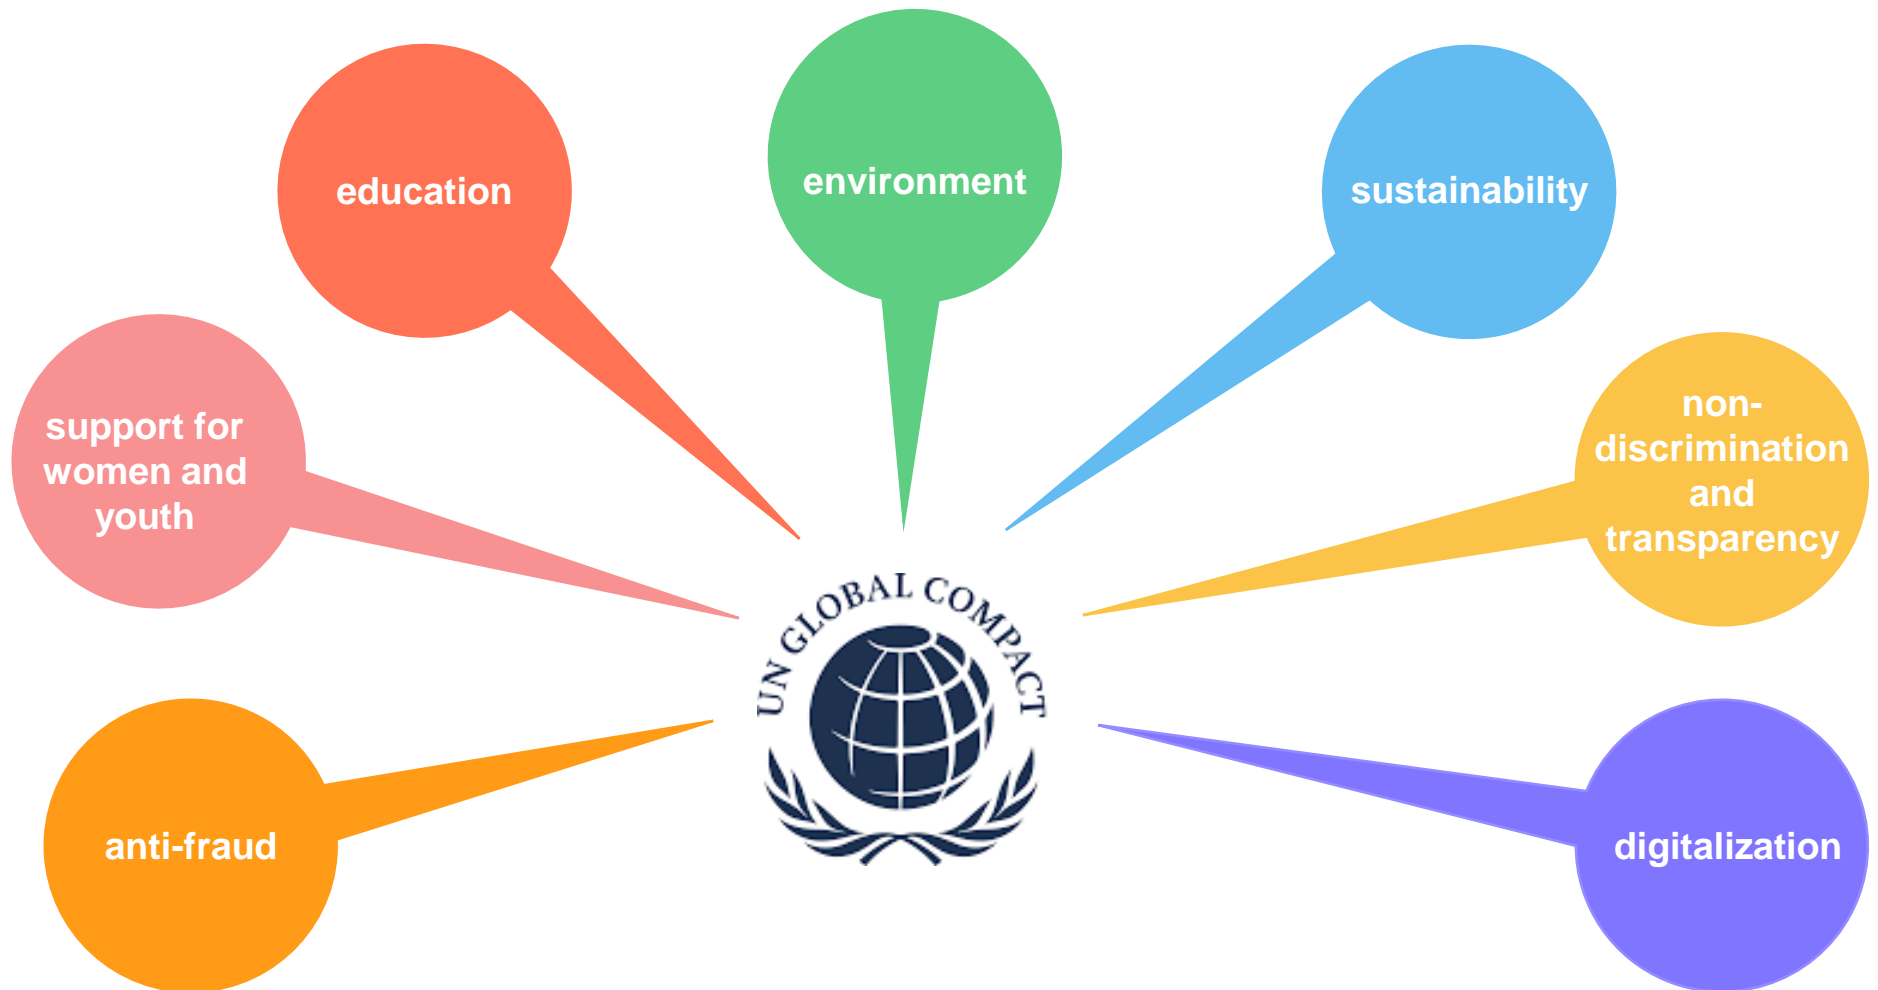 environment
education
sustainability
support for
women and
youth
non-
discrimination
and
transparency
UN GLOBAL COMPACT
anti-fraud
digitalization